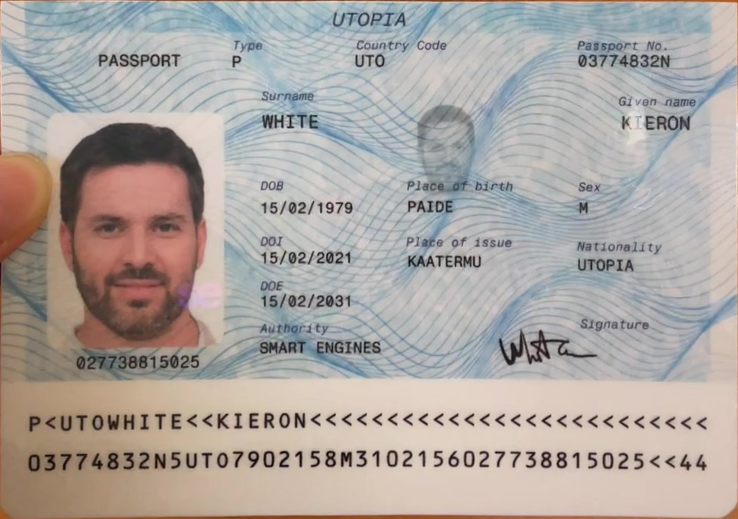 UTOPIA
PASSPORT
Type
P
Country Code
UTO
Passport No.
03774832N
Surname
WHITE
Given name
KIERON
DOB
15/02/1979
Place of birth
PAIDE
Sex
M
DOI
15/02/2021
Place of issue
KAATERMU
Nationality
UTOPIA
DOE
15/02/2031
Authority
SMART ENGINES
Signature
White
027738815025
P<UTOWHITE<<KIERON<<<<<<<<<<<<<<<<<<<<<<<<<<
03774832N5UTO7902158M3102156027738815025<<44